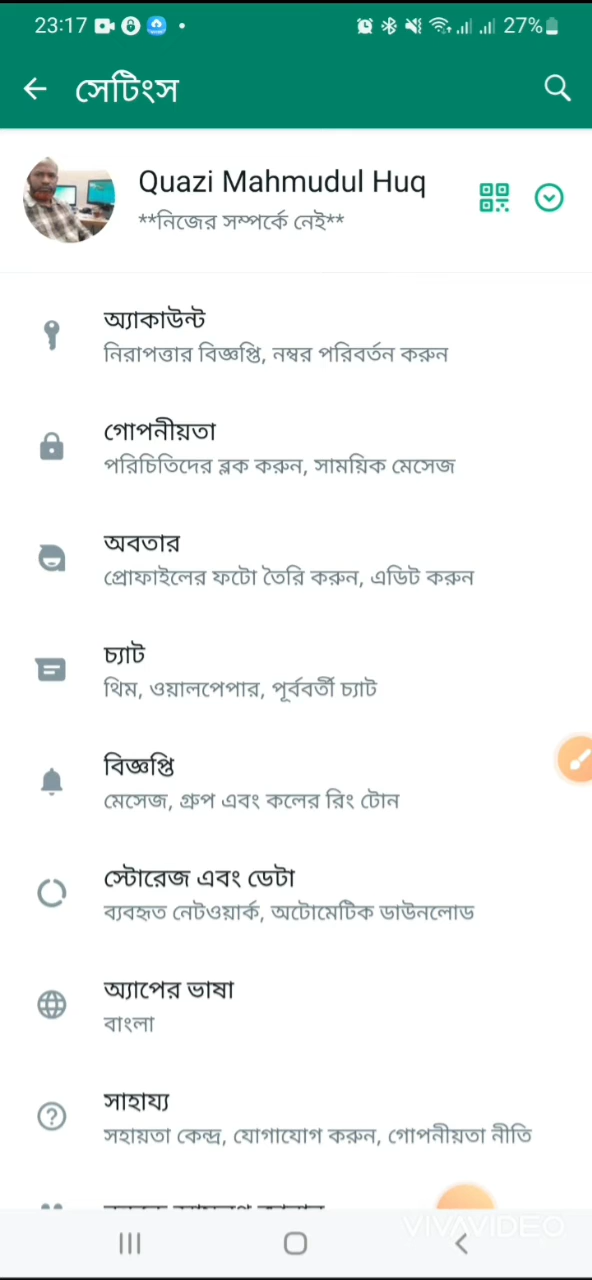 23:17 27%
সেটিংস
Quazi Mahmudul Huq
**নিজের সম্পর্কে নেই**
অ্যাকাউন্ট
নিরাপত্তার বিজ্ঞপ্তি, নম্বর পরিবর্তন করুন
গোপনীয়তা
পরিচিতিদের ব্লক করুন, সাময়িক মেসেজ
অবতার
প্রোফাইলের ফটো তৈরি করুন, এডিট করুন
চ্যাট
থিম, ওয়ালপেপার, পূর্ববর্তী চ্যাট
বিজ্ঞপ্তি
মেসেজ, গ্রুপ এবং কলের রিং টোন
স্টোরেজ এবং ডেটা
ব্যবহৃত নেটওয়ার্ক, অটোমেটিক ডাউনলোড
অ্যাপের ভাষা
বাংলা
সাহায্য
সহায়তা কেন্দ্র, যোগাযোগ করুন, গোপনীয়তা নীতি
VIVAVIDEO